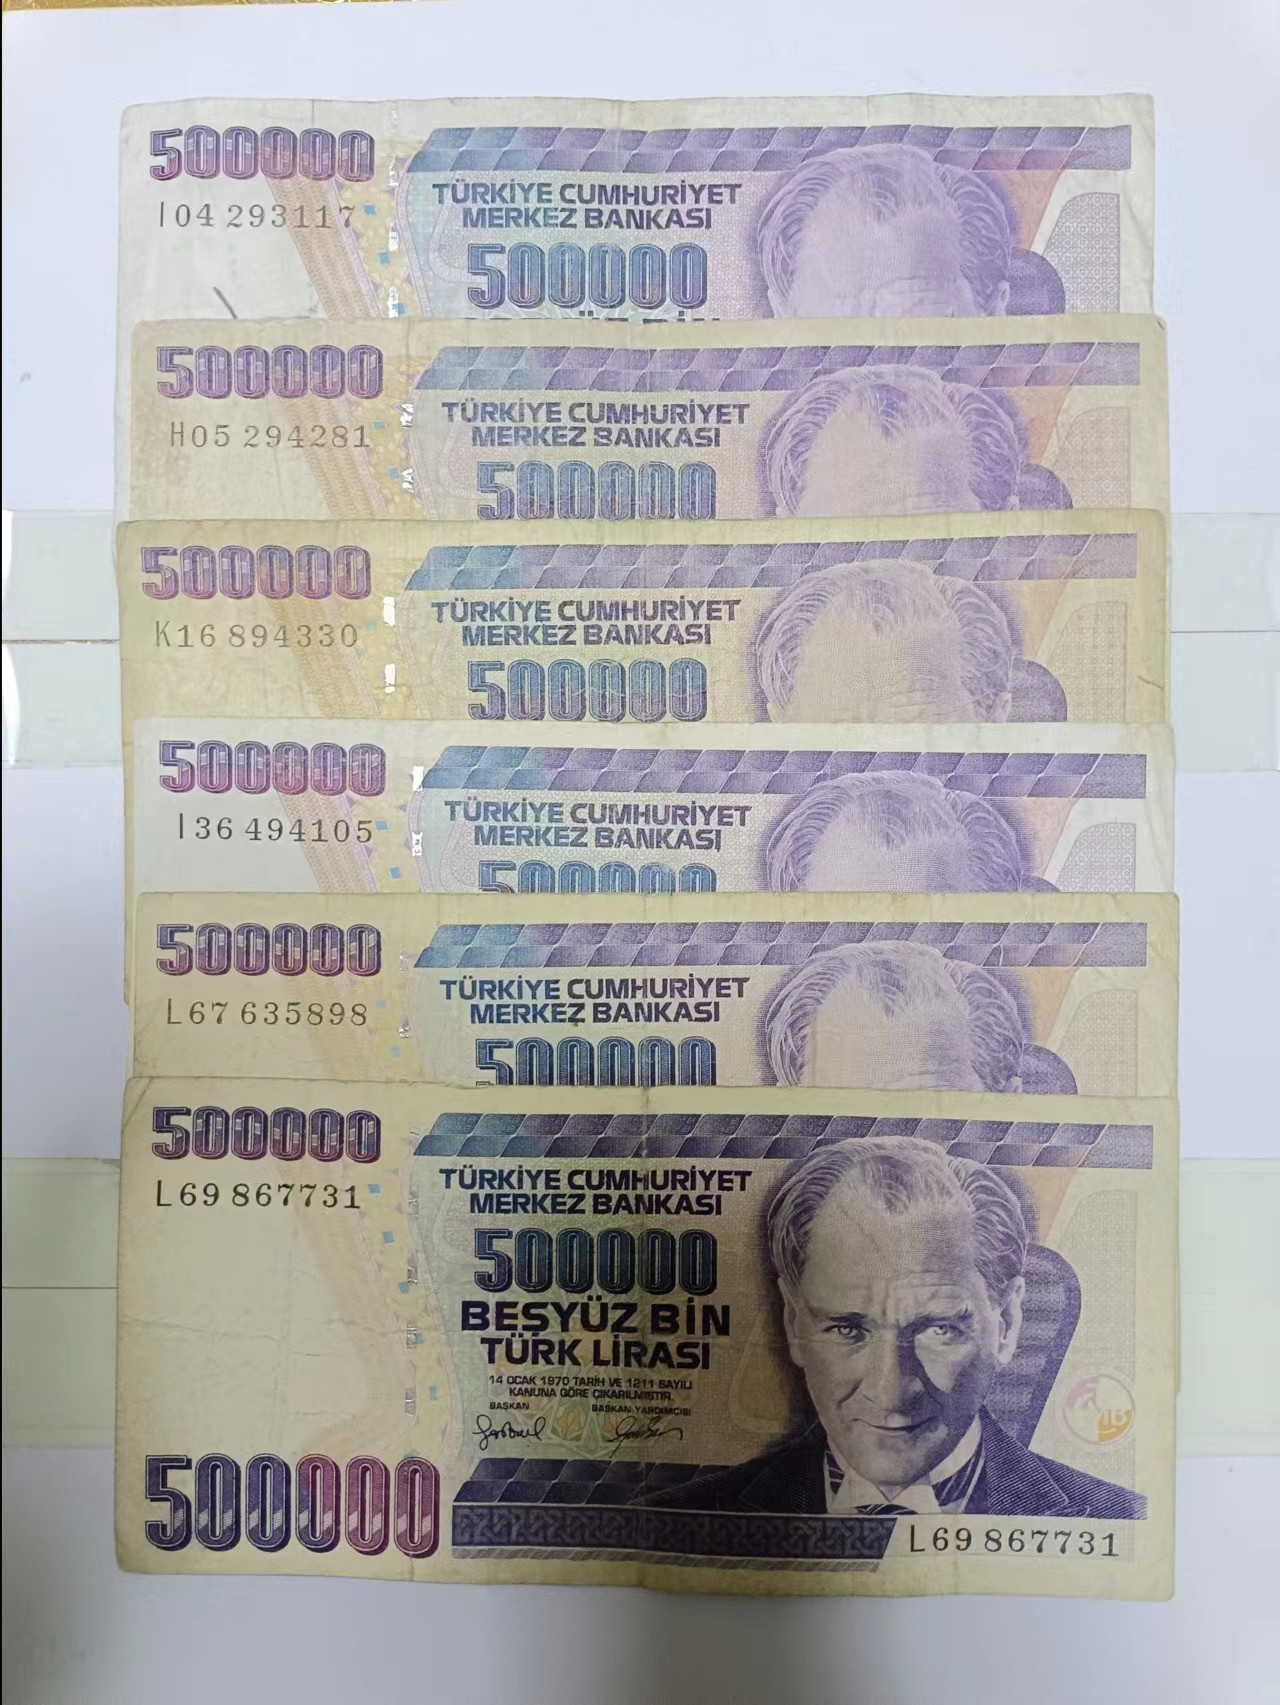 500000
I04 293117
TÜRKİYE CUMHURİYET
MERKEZ BANKASI
500000
500000
H05 294281
TÜRKİYE CUMHURİYET
MERKEZ BANKASI
500000
500000
K16 894330
TÜRKİYE CUMHURİYET
MERKEZ BANKASI
500000
500000
I36 494105
TÜRKİYE CUMHURİYET
MERKEZ BANKASI
500000
500000
L67 635898
TÜRKİYE CUMHURİYET
MERKEZ BANKASI
500000
500000
L69 867731
TÜRKİYE CUMHURİYET
MERKEZ BANKASI
500000
BEŞYÜZ BİN
TÜRK LİRASI
14 OCAK 1970 TARİH VE 1211 SAYILI
KANUNA GÖRE ÇIKARILMIŞTIR.
BAŞKAN BAŞKAN YARDIMCISI
500000
L69 867731